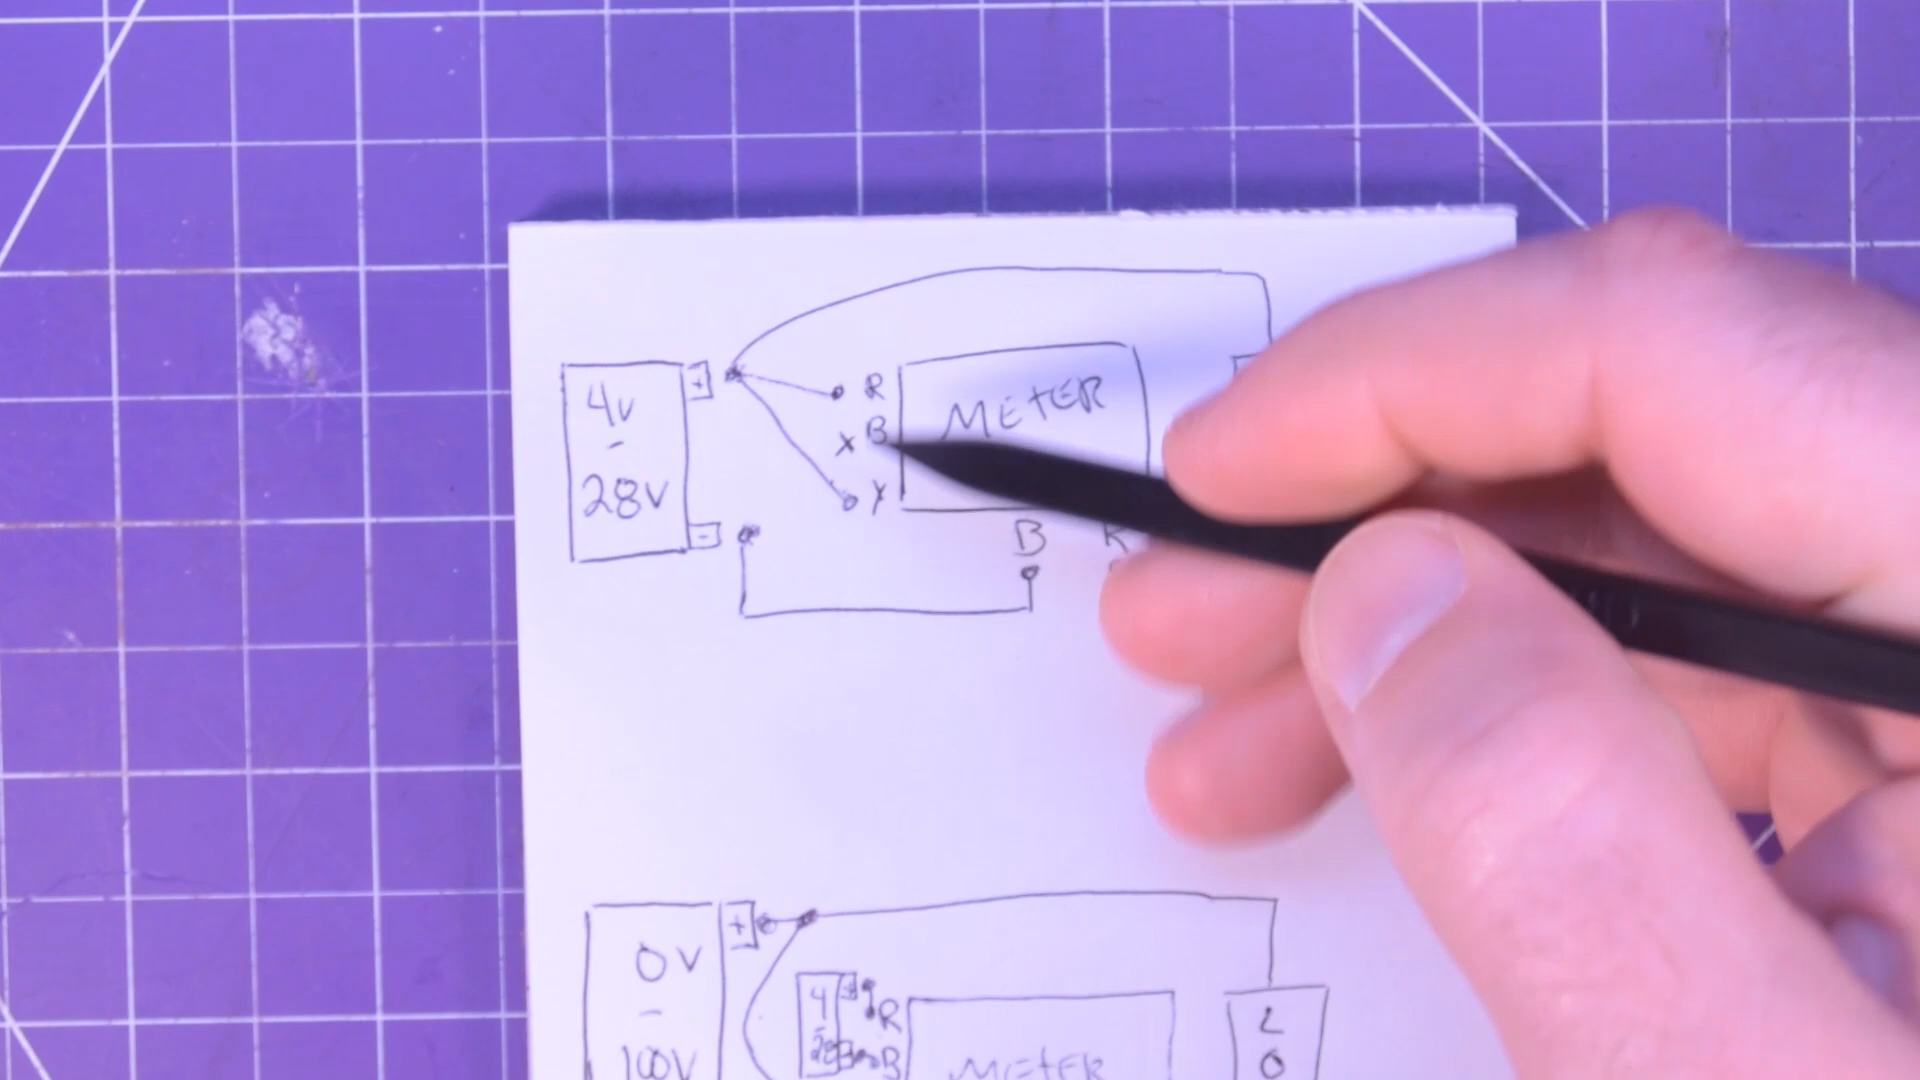 4v
-
28v
+
-
R
x B
Y
METER
B
R
0v
-
100v
+
4
-
28
+
R
B
METER
L
O